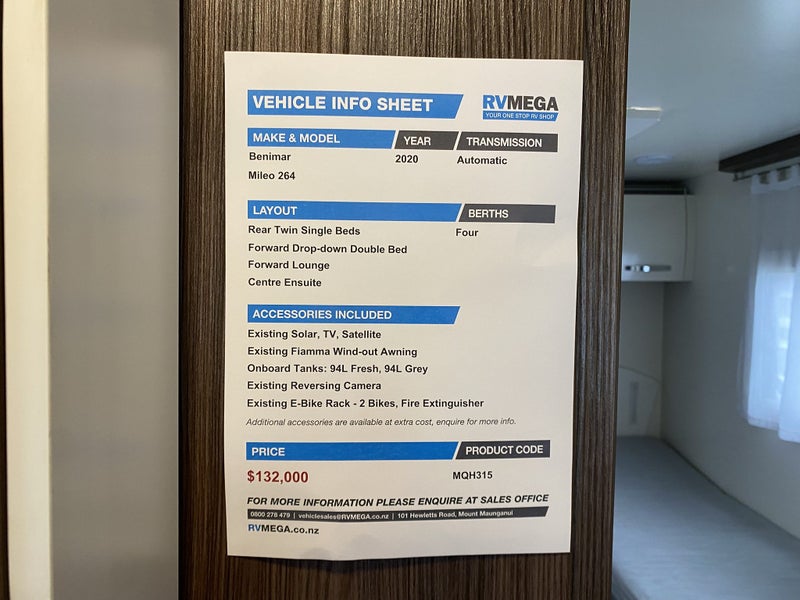 VEHICLE INFO SHEET
RVMEGA
YOUR ONE STOP RV SHOP
MAKE & MODEL YEAR TRANSMISSION
Benimar 2020 Automatic
Mileo 264
LAYOUT BERTHS
Rear Twin Single Beds Four
Forward Drop-down Double Bed
Forward Lounge
Centre Ensuite
ACCESSORIES INCLUDED
Existing Solar, TV, Satellite
Existing Fiamma Wind-out Awning
Onboard Tanks: 94L Fresh, 94L Grey
Existing Reversing Camera
Existing E-Bike Rack - 2 Bikes, Fire Extinguisher
Additional accessories are available at extra cost, enquire for more info.
PRICE PRODUCT CODE
$132,000 MQH315
FOR MORE INFORMATION PLEASE ENQUIRE AT SALES OFFICE
0800 278 479 | vehiclesales@RVMEGA.co.nz | 101 Hewletts Road, Mount Maunganui
RVMEGA.co.nz